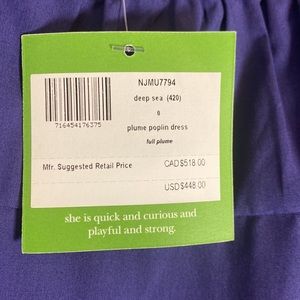 NJMU7794
deep sea (420)
0
plume poplin dress
full plume
716454176375
Mfr. Suggested Retail Price CAD$518.00
USD$448.00
she is quick and curious and
playful and strong.